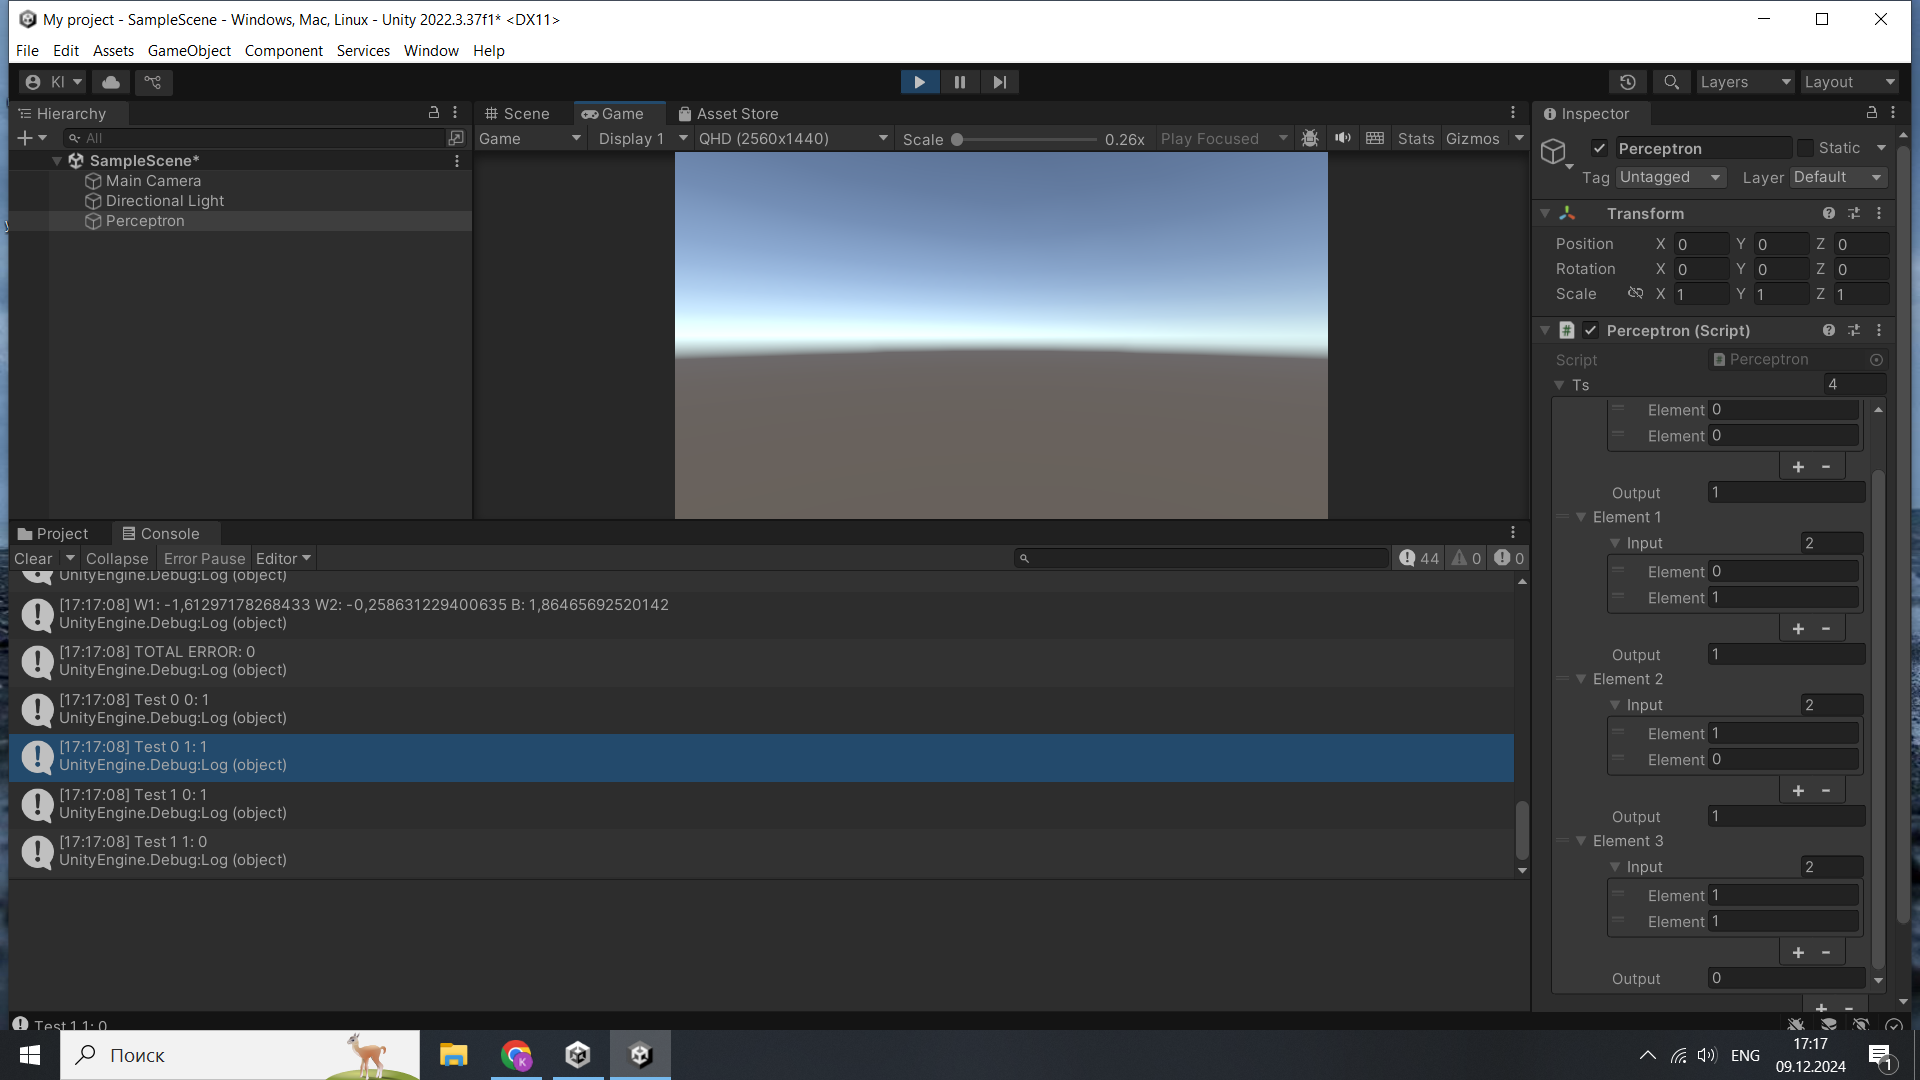 My project - SampleScene - Windows, Mac, Linux - Unity 2022.3.37f1* <DX11>
File Edit Assets GameObject Component Services Window Help
KI
Layers Layout
Hierarchy
All
SampleScene*
Main Camera
Directional Light
Perceptron
Scene Game Asset Store
Game Display 1 QHD (2560x1440) Scale 0.26x Play Focused Stats Gizmos
Inspector
Perceptron Static
Tag Untagged Layer Default
Transform
Position X 0 Y 0 Z 0
Rotation X 0 Y 0 Z 0
Scale X 1 Y 1 Z 1
Perceptron (Script)
Script Perceptron
Ts 4
Element 0
Element 0
+ -
Output 1
Element 1
Input 2
Element 0
Element 1
+ -
Output 1
Element 2
Input 2
Element 1
Element 0
+ -
Output 1
Element 3
Input 2
Element 1
Element 1
+ -
Output 0
+ -
Project Console
Clear Collapse Error Pause Editor 44 0 0
UnityEngine.Debug:Log (object)
[17:17:08] W1: -1,61297178268433 W2: -0,258631229400635 B: 1,86465692520142
UnityEngine.Debug:Log (object)
[17:17:08] TOTAL ERROR: 0
UnityEngine.Debug:Log (object)
[17:17:08] Test 0 0: 1
UnityEngine.Debug:Log (object)
[17:17:08] Test 0 1: 1
UnityEngine.Debug:Log (object)
[17:17:08] Test 1 0: 1
UnityEngine.Debug:Log (object)
[17:17:08] Test 1 1: 0
UnityEngine.Debug:Log (object)
Test 1 1: 0
Поиск
K
ENG
17:17
09.12.2024
1